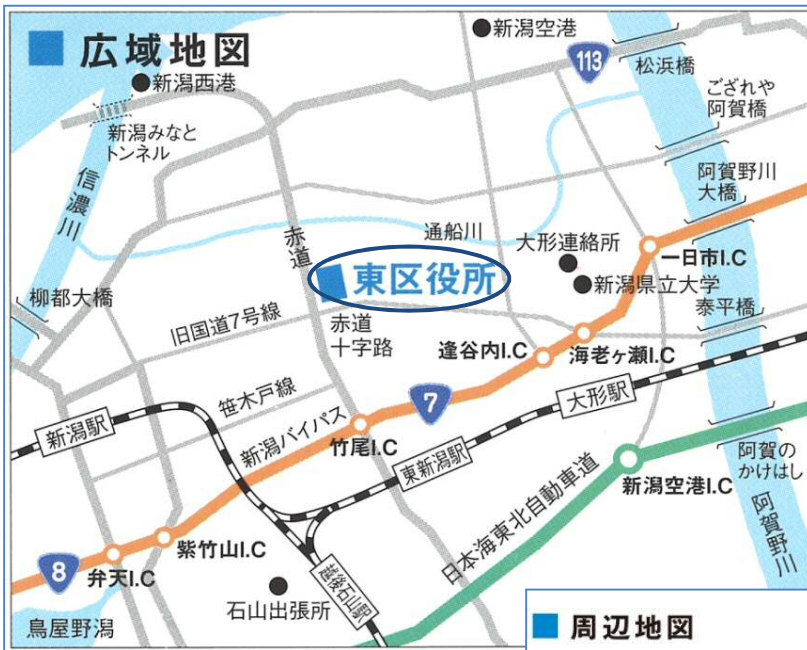 ■ 広域地図
新潟空港
113
松浜橋
新潟西港
ござれや
阿賀橋
新潟みなと
トンネル
阿賀野川
大橋
信濃川
赤道
通船川
大形連絡所
一日市I.C
東区役所
新潟県立大学
柳都大橋
泰平橋
旧国道7号線
赤道
十字路
逢谷内I.C
海老ヶ瀬I.C
笹木戸線
7
大形駅
新潟駅
新潟バイパス
竹尾I.C
東新潟駅
阿賀の
かけはし
新潟空港I.C
日本海東北自動車道
阿賀野川
紫竹山I.C
8
弁天I.C
越後石山駅
石山出張所
鳥屋野潟
■ 周辺地図